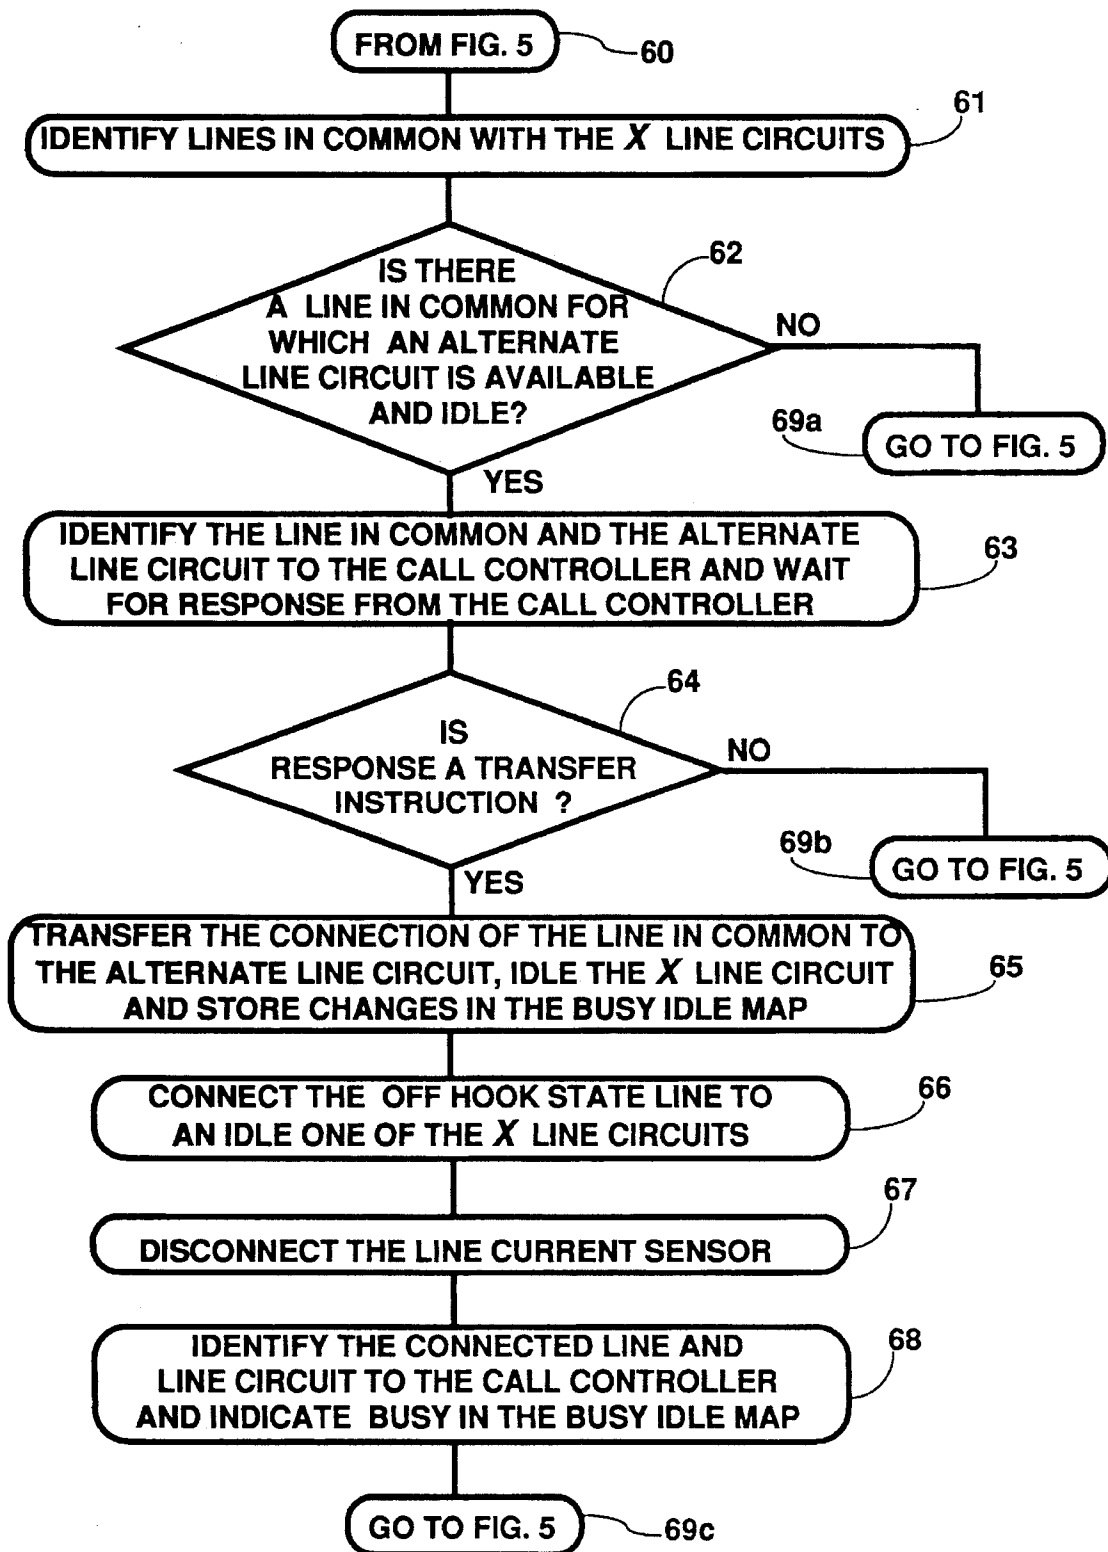 FROM FIG. 5
60
61
IDENTIFY LINES IN COMMON WITH THE X LINE CIRCUITS
62
IS THERE
A LINE IN COMMON FOR
WHICH AN ALTERNATE
LINE CIRCUIT IS AVAILABLE
AND IDLE?
NO
69a
GO TO FIG. 5
YES
IDENTIFY THE LINE IN COMMON AND THE ALTERNATE
LINE CIRCUIT TO THE CALL CONTROLLER AND WAIT
FOR RESPONSE FROM THE CALL CONTROLLER
63
64
IS
RESPONSE A TRANSFER
INSTRUCTION ?
NO
69b
GO TO FIG. 5
YES
TRANSFER THE CONNECTION OF THE LINE IN COMMON TO
THE ALTERNATE LINE CIRCUIT, IDLE THE X LINE CIRCUIT
AND STORE CHANGES IN THE BUSY IDLE MAP
65
CONNECT THE OFF HOOK STATE LINE TO
AN IDLE ONE OF THE X LINE CIRCUITS
66
67
DISCONNECT THE LINE CURRENT SENSOR
IDENTIFY THE CONNECTED LINE AND
LINE CIRCUIT TO THE CALL CONTROLLER
AND INDICATE BUSY IN THE BUSY IDLE MAP
68
GO TO FIG. 5
69c